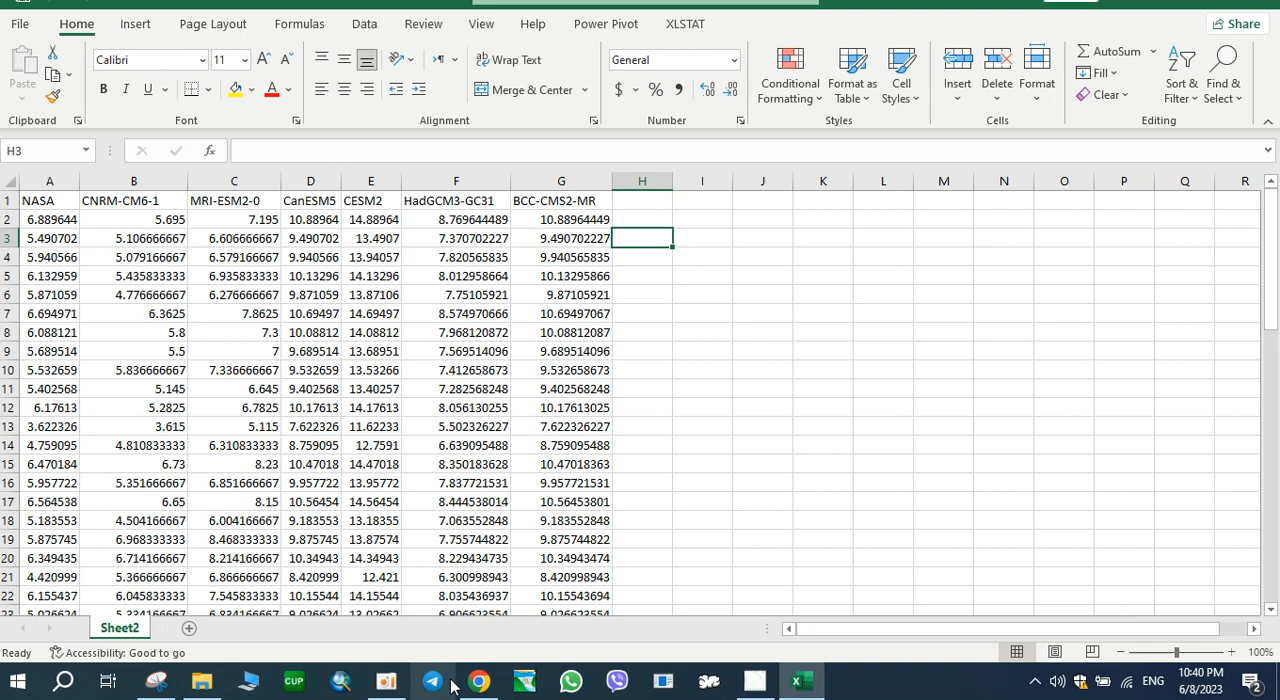 File Home Insert Page Layout Formulas Data Review View Help Power Pivot XLSTAT Share
Calibri 11 Wrap Text General AutoSum
Paste B I U Merge & Center $ % Conditional Formatting Format as Table Cell Styles Insert Delete Format Fill Clear Sort & Filter Find & Select
Clipboard Font Alignment Number Styles Cells Editing
H3 fx
A B C D E F G H I J K L M N O P Q R
1 NASA CNRM-CM6-1 MRI-ESM2-0 CanESM5 CESM2 HadGCM3-GC31 BCC-CMS2-MR
2 6.889644 5.695 7.195 10.88964 14.88964 8.769644489 10.88964449
3 5.490702 5.106666667 6.606666667 9.490702 13.4907 7.370702227 9.490702227
4 5.940566 5.079166667 6.579166667 9.940566 13.94057 7.820565835 9.940565835
5 6.132959 5.435833333 6.935833333 10.13296 14.13296 8.012958664 10.13295866
6 5.871059 4.776666667 6.276666667 9.871059 13.87106 7.75105921 9.87105921
7 6.694971 6.3625 7.8625 10.69497 14.69497 8.574970666 10.69497067
8 6.088121 5.8 7.3 10.08812 14.08812 7.968120872 10.08812087
9 5.689514 5.5 7 9.689514 13.68951 7.569514096 9.689514096
10 5.532659 5.836666667 7.336666667 9.532659 13.53266 7.412658673 9.532658673
11 5.402568 5.145 6.645 9.402568 13.40257 7.282568248 9.402568248
12 6.17613 5.2825 6.7825 10.17613 14.17613 8.056130255 10.17613025
13 3.622326 3.615 5.115 7.622326 11.62233 5.502326227 7.622326227
14 4.759095 4.810833333 6.310833333 8.759095 12.7591 6.639095488 8.759095488
15 6.470184 6.73 8.23 10.47018 14.47018 8.350183628 10.47018363
16 5.957722 5.351666667 6.851666667 9.957722 13.95772 7.837721531 9.957721531
17 6.564538 6.65 8.15 10.56454 14.56454 8.444538014 10.56453801
18 5.183553 4.504166667 6.004166667 9.183553 13.18355 7.063552848 9.183552848
19 5.875745 6.968333333 8.468333333 9.875745 13.87574 7.755744822 9.875744822
20 6.349435 6.714166667 8.214166667 10.34943 14.34943 8.229434735 10.34943474
21 4.420999 5.366666667 6.866666667 8.420999 12.421 6.300998943 8.420998943
22 6.155437 6.045833333 7.545833333 10.15544 14.15544 8.035436937 10.15543694
23 5.026624 5.334166667 6.834166667 9.026624 13.02662 6.906623554 9.026623554
Sheet2
Ready Accessibility: Good to go 100%
CUP ENG 10:40 PM
6/8/2023 2